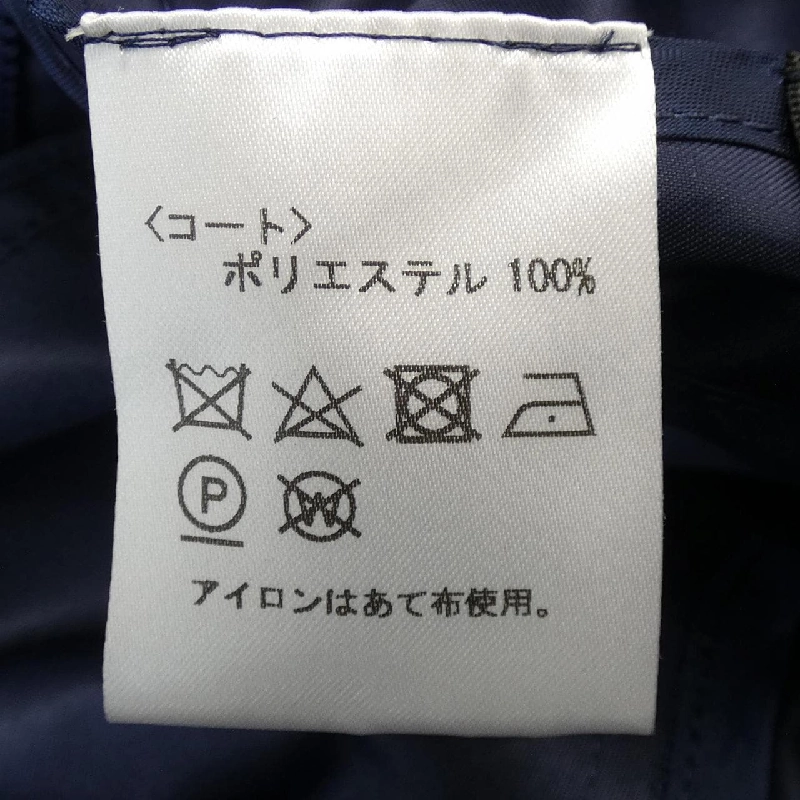 〈コート〉
ポリエステル 100%
P W
アイロンはあて布使用。